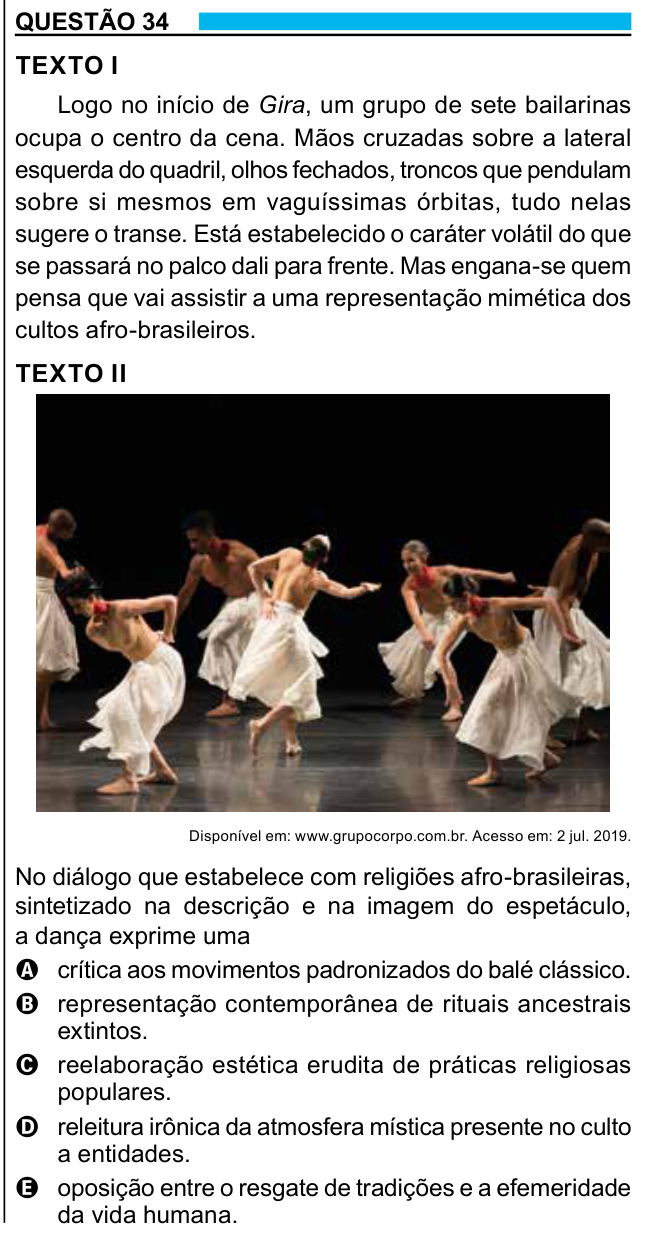 QUESTÃO 34
TEXTO I
Logo no início de Gira, um grupo de sete bailarinas
ocupa o centro da cena. Mãos cruzadas sobre a lateral
esquerda do quadril, olhos fechados, troncos que pendulam
sobre si mesmos em vaguíssimas órbitas, tudo nelas
sugere o transe. Está estabelecido o caráter volátil do que
se passará no palco dali para frente. Mas engana-se quem
pensa que vai assistir a uma representação mimética dos
cultos afro-brasileiros.
TEXTO II
Disponível em: www.grupocorpo.com.br. Acesso em: 2 jul. 2019.
No diálogo que estabelece com religiões afro-brasileiras,
sintetizado na descrição e na imagem do espetáculo,
a dança exprime uma
A crítica aos movimentos padronizados do balé clássico.
B representação contemporânea de rituais ancestrais
extintos.
C reelaboração estética erudita de práticas religiosas
populares.
D releitura irônica da atmosfera mística presente no culto
a entidades.
E oposição entre o resgate de tradições e a efemeridade
da vida humana.